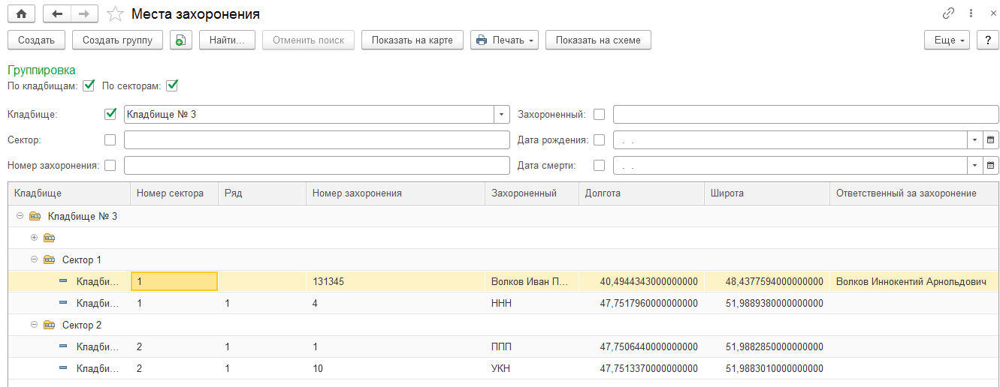 Места захоронения
Создать Создать группу Найти... Отменить поиск Показать на карте Печать Показать на схеме Еще ?
Группировка
По кладбищам: По секторам:
Кладбище: Кладбище № 3 Захороненный:
Сектор: Дата рождения: . .
Номер захоронения: Дата смерти: . .
Кладбище Номер сектора Ряд Номер захоронения Захороненный Долгота Широта Ответственный за захоронение
Кладбище № 3
Сектор 1
Кладби... 1 131345 Волков Иван П... 40,4944343000000000 48,4377594000000000 Волков Иннокентий Арнольдович
Кладби... 1 1 4 ННН 47,7517960000000000 51,9889380000000000
Сектор 2
Кладби... 2 1 1 ППП 47,7506440000000000 51,9882850000000000
Кладби... 2 1 10 УКН 47,7513370000000000 51,9883010000000000